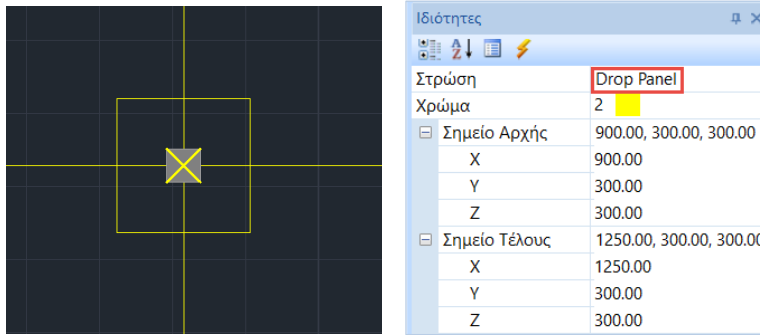 Ιδιότητες
Στρώση Drop Panel
Χρώμα 2
Σημείο Αρχής 900.00, 300.00, 300.00
X 900.00
Y 300.00
Z 300.00
Σημείο Τέλους 1250.00, 300.00, 300.00
X 1250.00
Y 300.00
Z 300.00